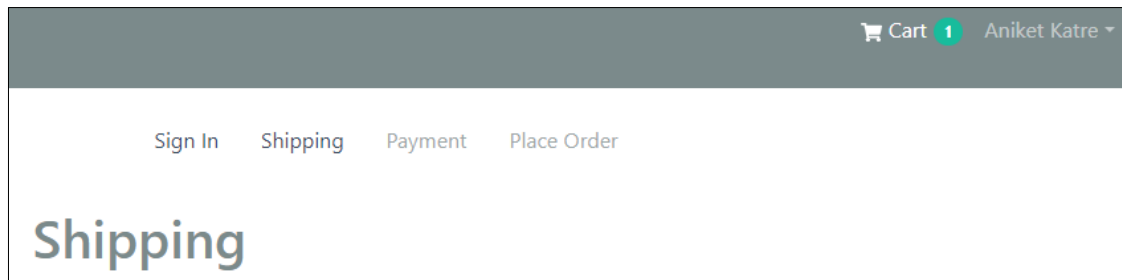 Cart 1 Aniket Katre
Sign In Shipping Payment Place Order
Shipping